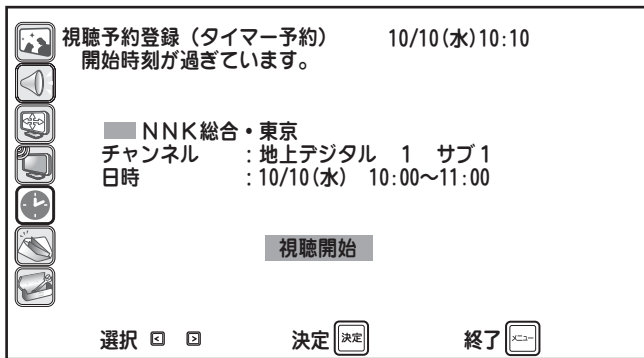 視聴予約登録（タイマー予約） 10/10(水)10:10
開始時刻が過ぎています。
ＮＮＫ総合・東京
チャンネル ：地上デジタル 1 サブ1
日時 ：10/10(水) 10:00～11:00
視聴開始
選択 決定 決定 終了 メニュー